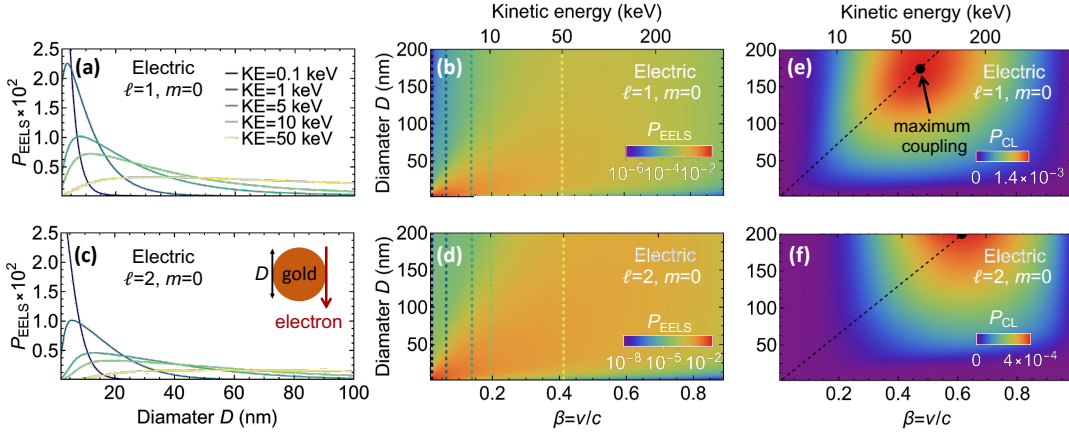 Kinetic energy (keV)
Kinetic energy (keV)
2.5
2.0
1.5
1.0
0.5
P_EELS×10²
(a)
Electric
ℓ=1, m=0
KE=0.1 keV
KE=1 keV
KE=5 keV
KE=10 keV
KE=50 keV
10 50 200
200
150
100
50
Diamater D (nm)
(b)
Electric
ℓ=1, m=0
P_EELS
10⁻⁶ 10⁻⁴ 10⁻²
10 50 200
200
150
100
50
(e)
Electric
ℓ=1, m=0
maximum
coupling
P_CL
0 1.4×10⁻³
2.5
2.0
1.5
1.0
0.5
P_EELS×10²
(c)
Electric
ℓ=2, m=0
D
gold
electron
20 40 60 80 100
Diamater D (nm)
200
150
100
50
Diamater D (nm)
(d)
Electric
ℓ=2, m=0
P_EELS
10⁻⁸ 10⁻⁵ 10⁻²
0.2 0.4 0.6 0.8
β=v/c
200
150
100
50
(f)
Electric
ℓ=2, m=0
P_CL
0 4×10⁻⁴
0 0.2 0.4 0.6 0.8
β=v/c